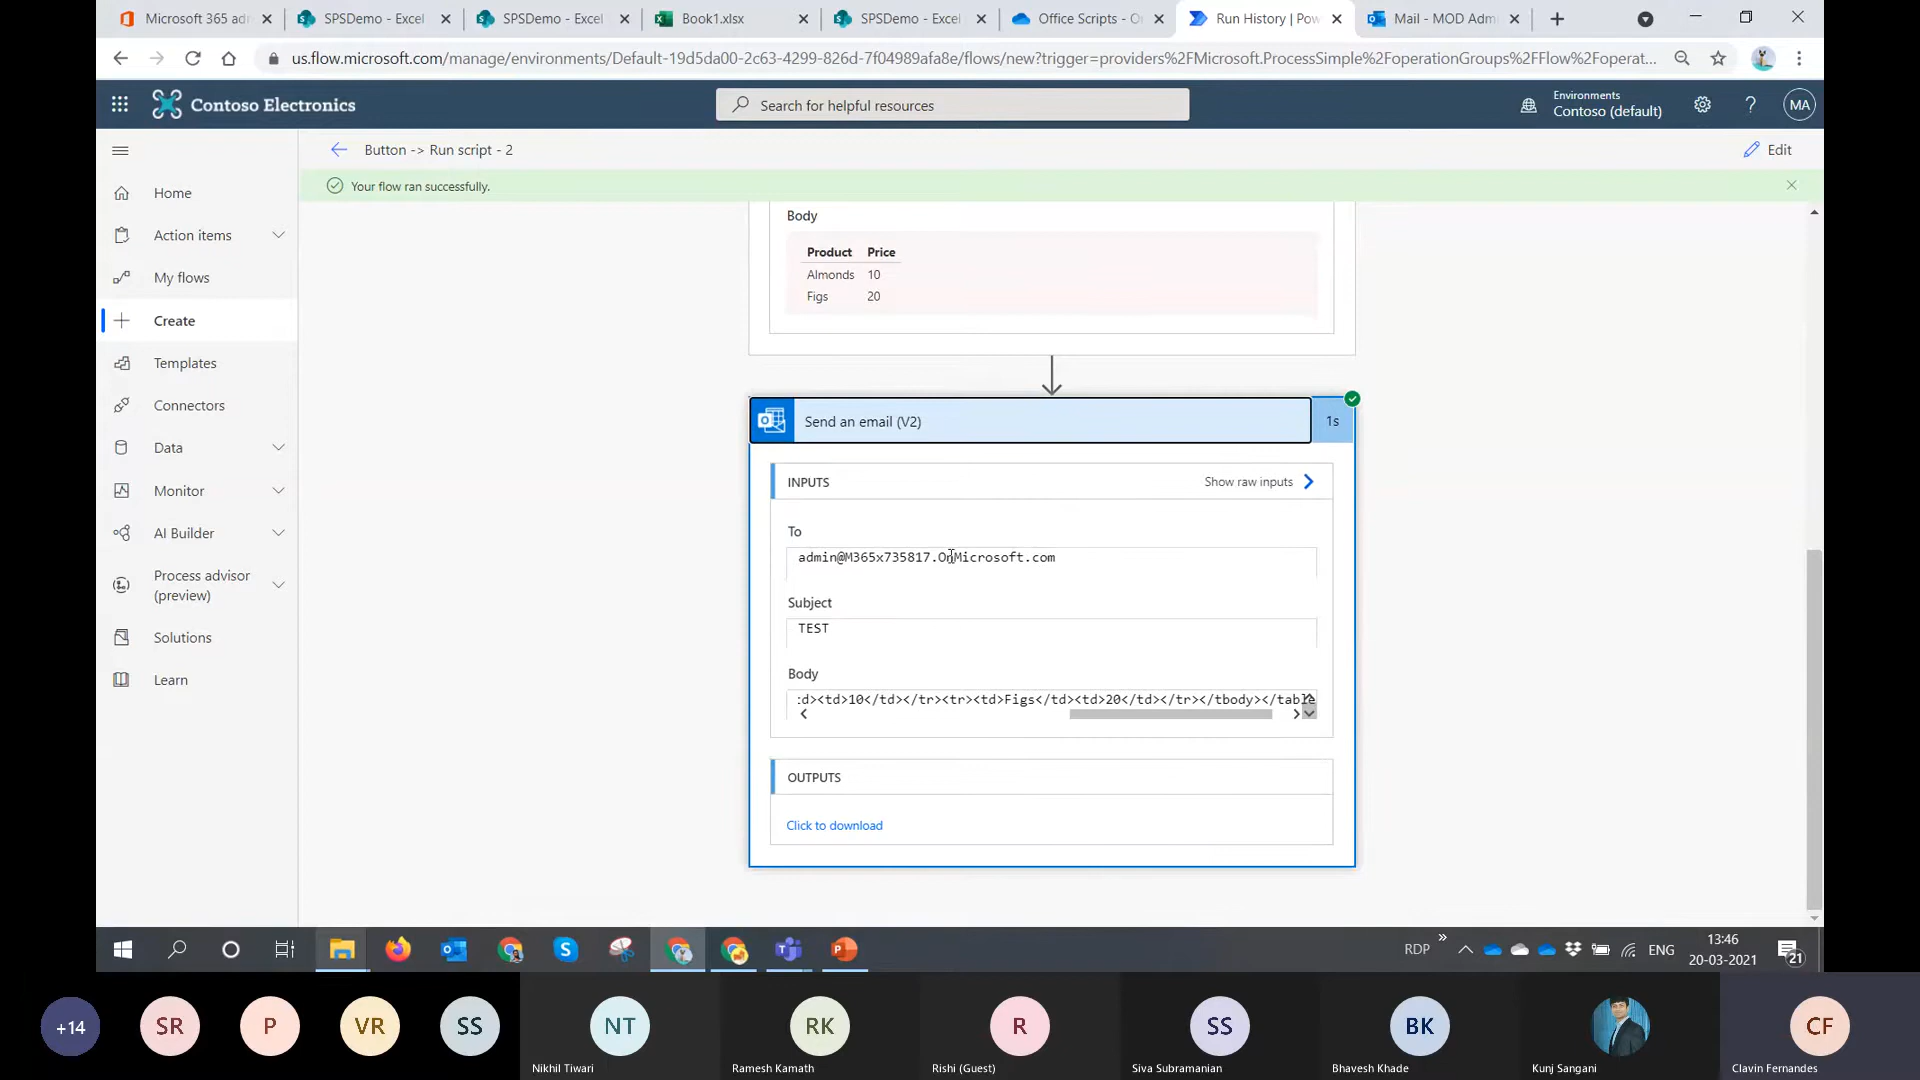 Microsoft 365 adr
SPSDemo - Excel
SPSDemo - Excel
Book1.xlsx
SPSDemo - Excel
Office Scripts - O
Run History | Pow
Mail - MOD Adm
us.flow.microsoft.com/manage/environments/Default-19d5da00-2c63-4299-826d-7f04989afa8e/flows/new?trigger=providers%2FMicrosoft.ProcessSimple%2FoperationGroups%2FFlow%2Foperat...
Contoso Electronics
Search for helpful resources
Environments
Contoso (default)
MA
Button -> Run script - 2
Edit
Your flow ran successfully.
Home
Action items
My flows
Create
Templates
Connectors
Data
Monitor
AI Builder
Process advisor
(preview)
Solutions
Learn
Body
Product Price
Almonds 10
Figs 20
Send an email (V2)
1s
INPUTS
Show raw inputs
To
admin@M365x735817.OnMicrosoft.com
Subject
TEST
Body
:d><td>10</td></tr><tr><td>Figs</td><td>20</td></tr></tbody></table
OUTPUTS
Click to download
RDP
ENG
13:46
20-03-2021
21
+14
SR
P
VR
SS
NT
Nikhil Tiwari
RK
Ramesh Kamath
R
Rishi (Guest)
SS
Siva Subramanian
BK
Bhavesh Khade
Kunj Sangani
CF
Clavin Fernandes